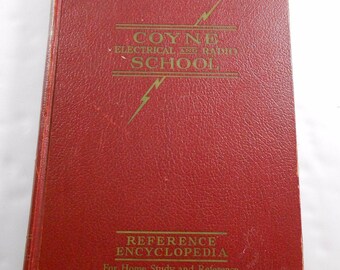 COYNE
ELECTRICAL AND RADIO
SCHOOL
REFERENCE
ENCYCLOPEDIA
For Home Study and Reference